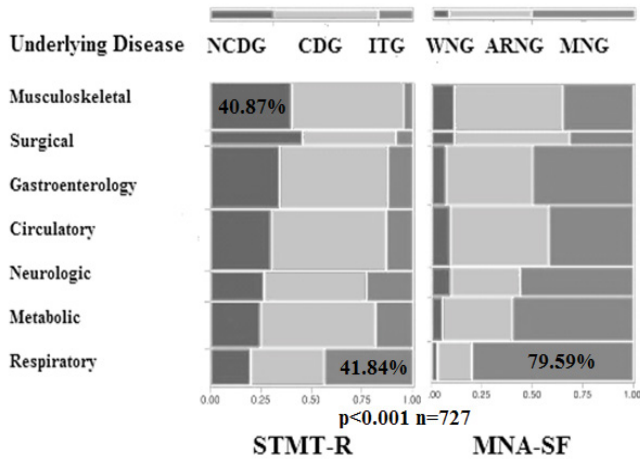 Underlying Disease NCDG CDG ITG WNG ARNG MNG
Musculoskeletal 40.87%
Surgical
Gastroenterology
Circulatory
Neurologic
Metabolic
Respiratory 41.84% 79.59%
0.00 0.25 0.50 0.75 1.00 0.00 0.25 0.50 0.75 1.00
p<0.001 n=727
STMT-R MNA-SF